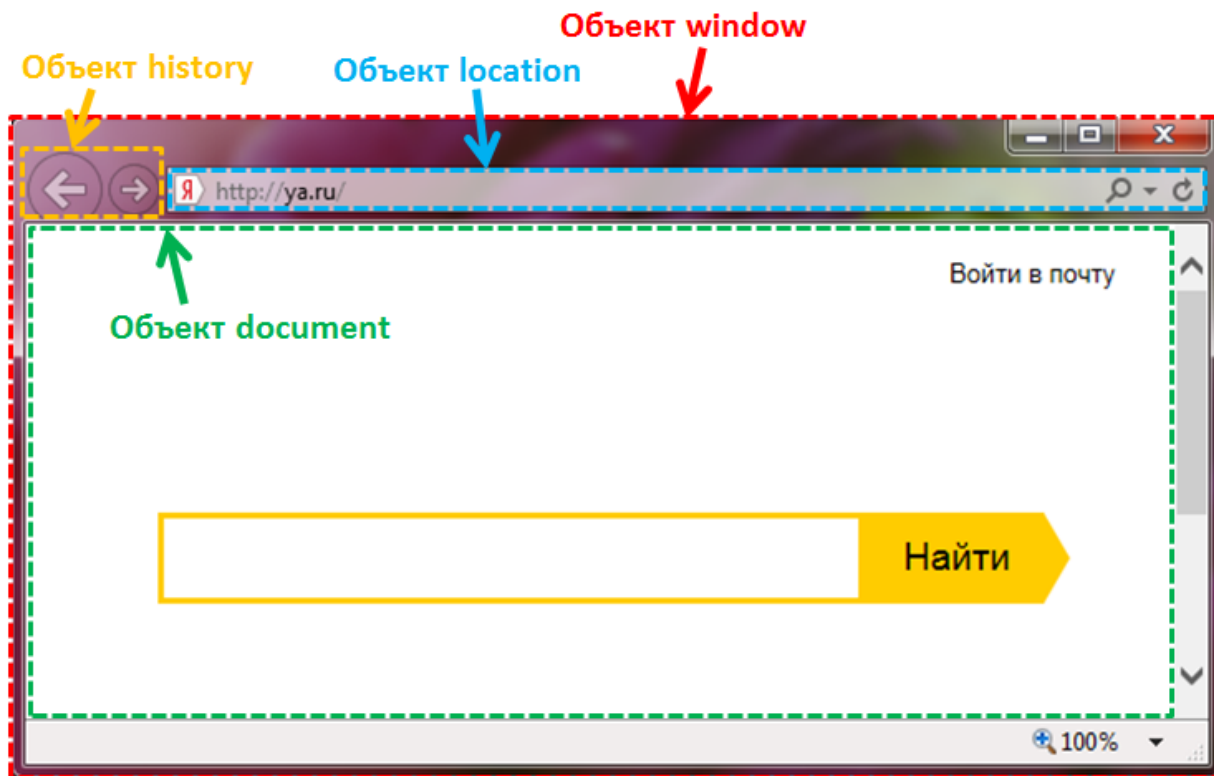 Объект window
Объект history
Объект location
Я http://ya.ru/
Войти в почту
Объект document
Найти
100%